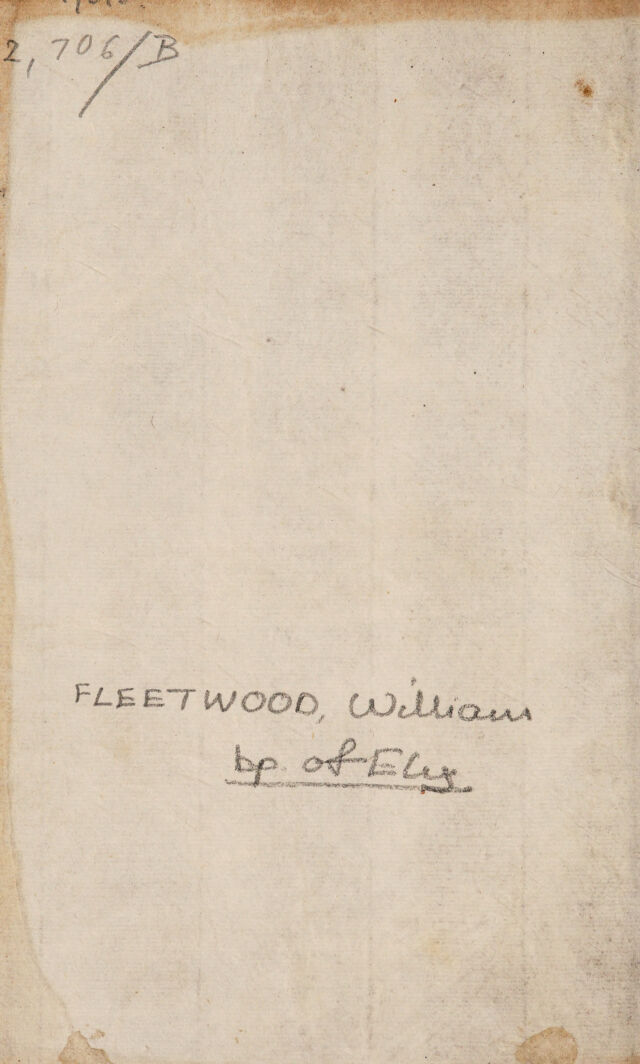 2,706/B
FLEETWOOD, William
bp. of Ely